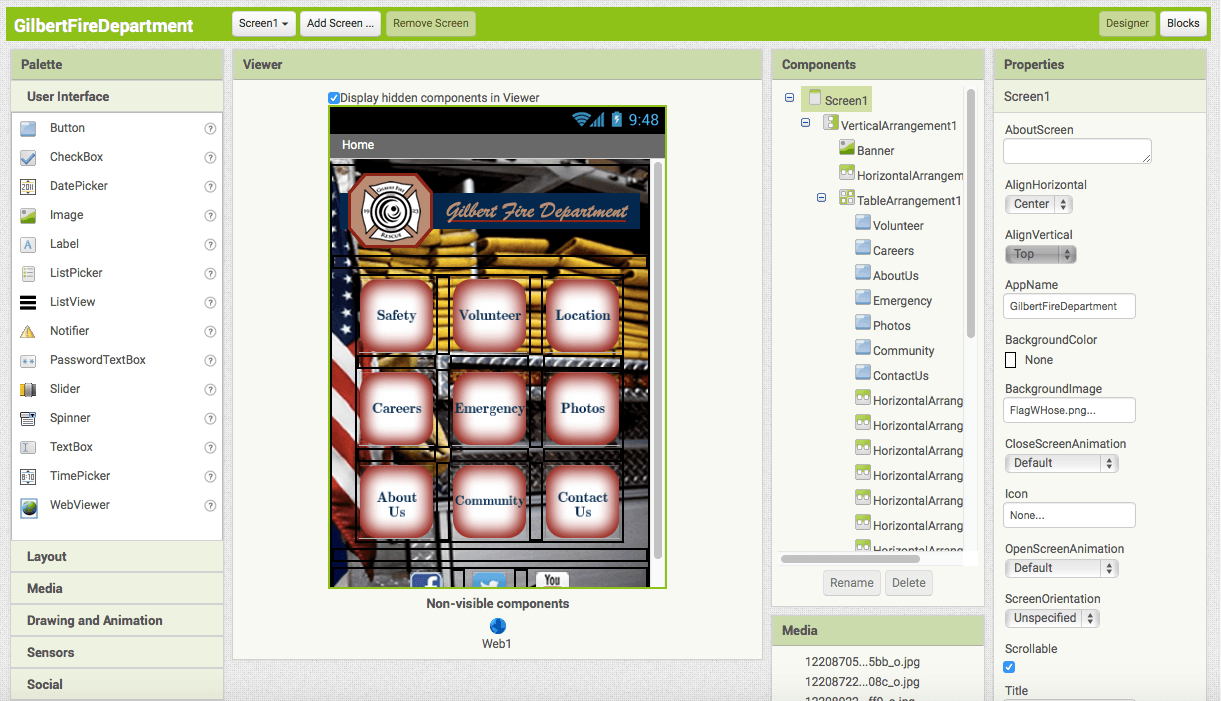 GilbertFireDepartment
Screen1
Add Screen ...
Remove Screen
Designer
Blocks
Palette
User Interface
Button
?
CheckBox
?
DatePicker
?
Image
?
Label
?
ListPicker
?
ListView
?
Notifier
?
PasswordTextBox
?
Slider
?
Spinner
?
TextBox
?
TimePicker
?
WebViewer
?
Layout
Media
Drawing and Animation
Sensors
Social
Viewer
Display hidden components in Viewer
9:48
Home
Gilbert Fire
Rescue
Gilbert Fire Department
Safety
Volunteer
Location
Careers
Emergency
Photos
About
Us
Community
Contact
Us
You
Non-visible components
Web1
Components
Screen1
VerticalArrangement1
Banner
HorizontalArrangem
TableArrangement1
Volunteer
Careers
AboutUs
Emergency
Photos
Community
ContactUs
HorizontalArrang
HorizontalArrang
HorizontalArrang
HorizontalArrang
HorizontalArrang
HorizontalArrang
HorizontalArrang
Rename
Delete
Media
12208705...5bb_o.jpg
12208722...08c_o.jpg
Properties
Screen1
AboutScreen
AlignHorizontal
Center
AlignVertical
Top
AppName
GilbertFireDepartment
BackgroundColor
None
BackgroundImage
FlagWHose.png...
CloseScreenAnimation
Default
Icon
None...
OpenScreenAnimation
Default
ScreenOrientation
Unspecified
Scrollable
Title